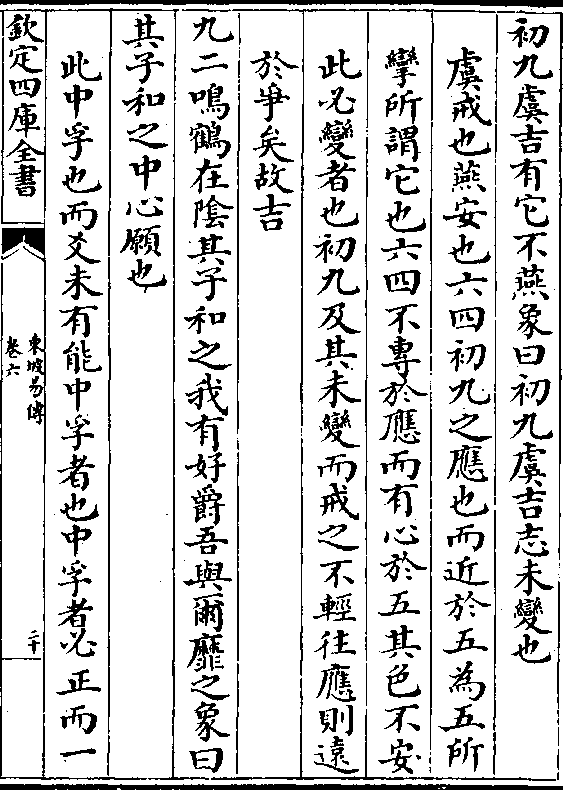 初九虞吉有它不燕象曰初九虞吉志未變也
虞戒也燕安也六四初九之應也而近於五為五所
攣所謂它也六四不專於應而有心於五其色不安
此必變者也初九及其未變而戒之不輕往應則遠
於爭矣故吉
九二鳴鶴在陰其子和之我有好爵吾與爾靡之象曰
其子和之中心願也
此中孚也而爻未有能中孚者也中孚者必正而一
欽定四庫全書
東坡易傳
卷六
二十